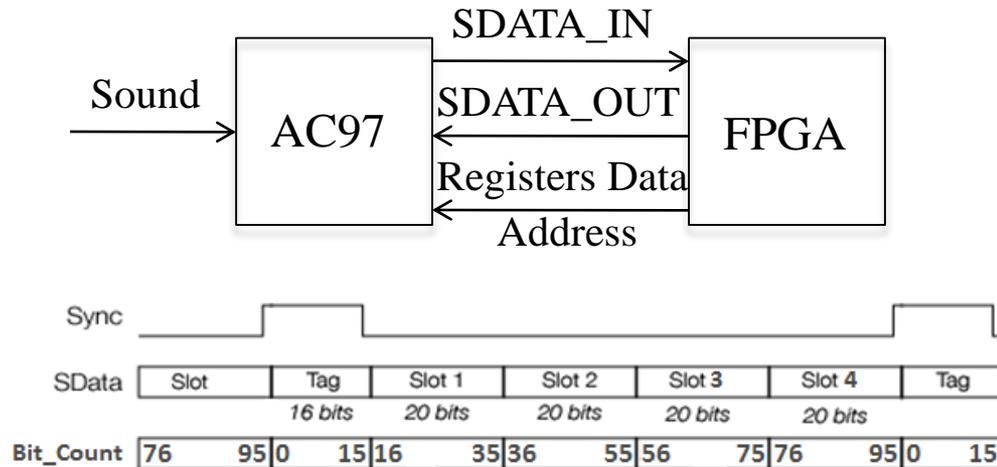 SDATA_IN
Sound
AC97
SDATA_OUT
FPGA
Registers Data
Address
Sync
SData Slot Tag Slot 1 Slot 2 Slot 3 Slot 4 Tag
16 bits 20 bits 20 bits 20 bits 20 bits
Bit_Count 76 95 0 15 16 35 36 55 56 75 76 95 0 15